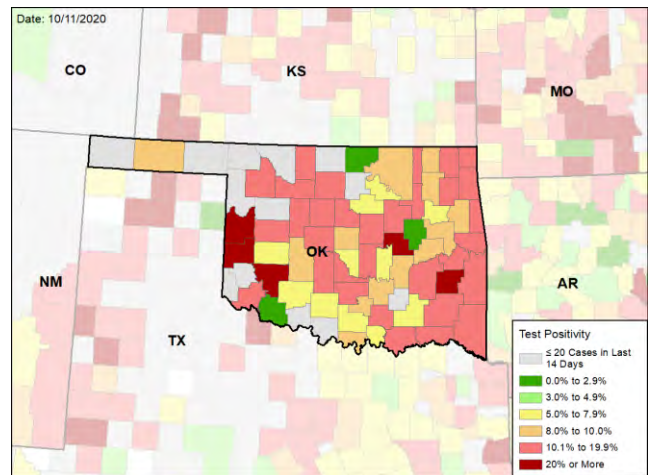 Date: 10/11/2020
CO
KS
MO
OK
NM
AR
TX
Test Positivity
≤ 20 Cases in Last
14 Days
0.0% to 2.9%
3.0% to 4.9%
5.0% to 7.9%
8.0% to 10.0%
10.1% to 19.9%
20% or More